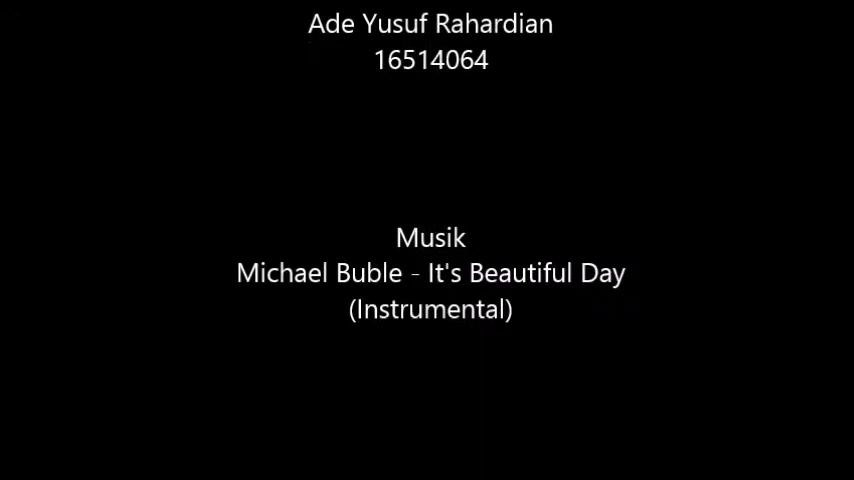 Ade Yusuf Rahardian
16514064
Musik
Michael Buble - It's Beautiful Day
(Instrumental)